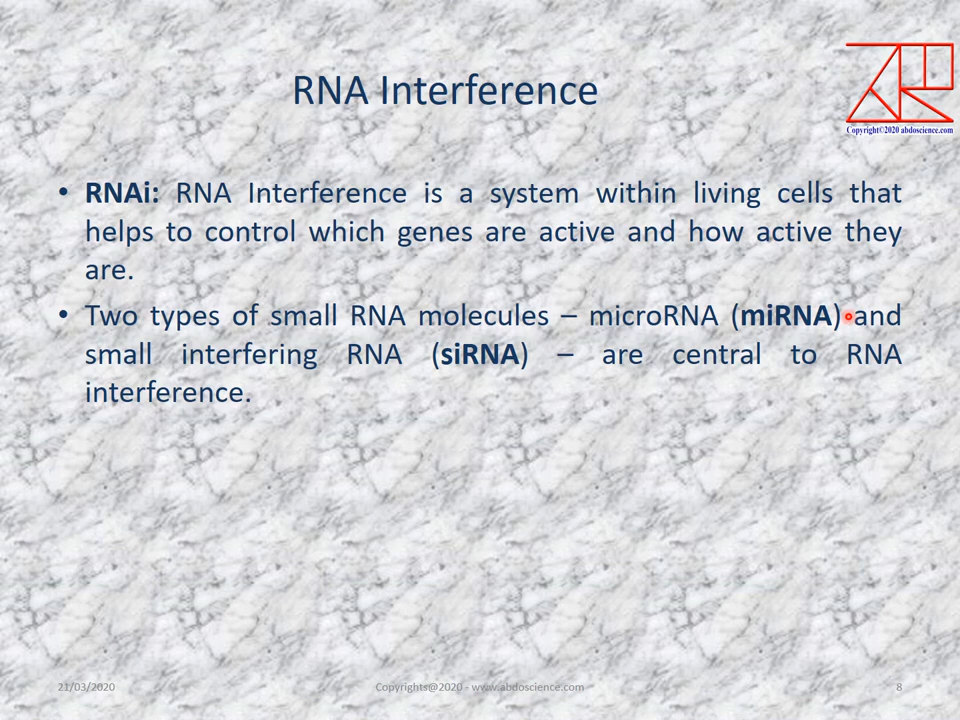 RNA Interference
Copyright©2020 abdoscience.com
• RNAi: RNA Interference is a system within living cells that
helps to control which genes are active and how active they
are.
• Two types of small RNA molecules – microRNA (miRNA) and
small interfering RNA (siRNA) – are central to RNA
interference.
21/03/2020
Copyrights@2020 - www.abdoscience.com
8